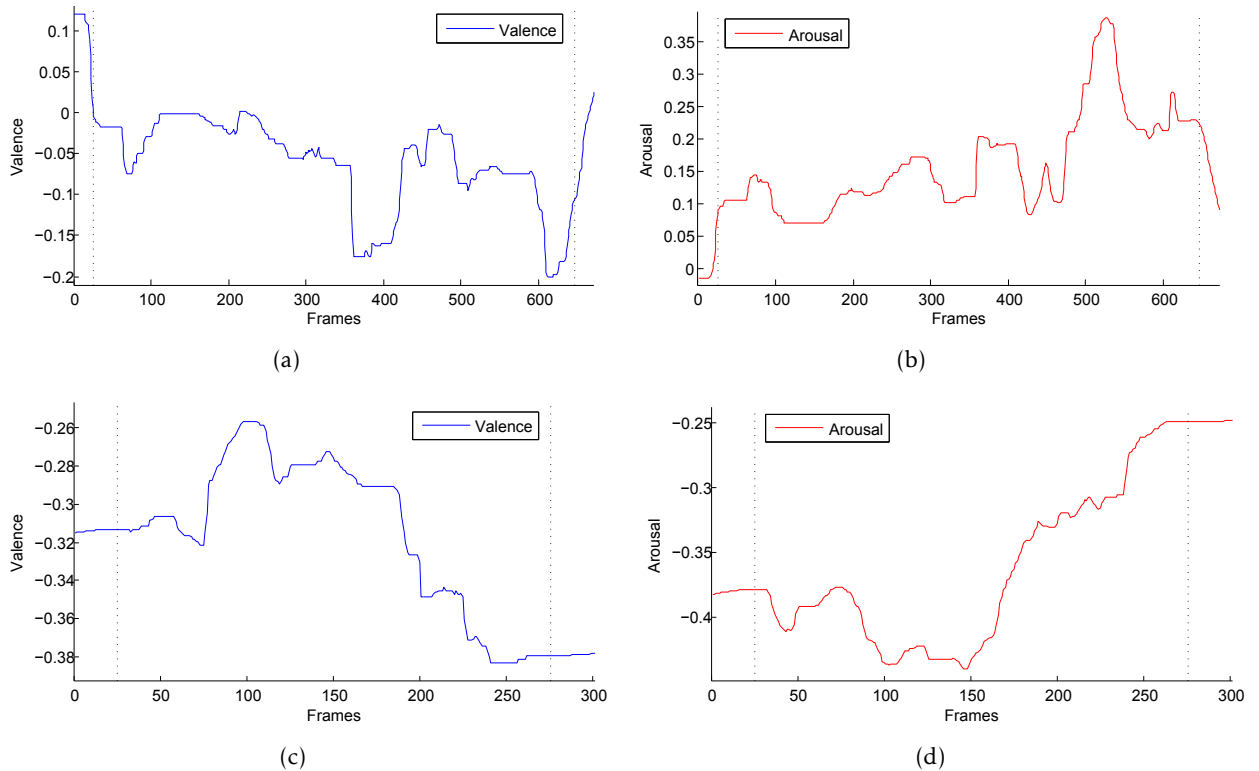 Valence
0.1
0
−0.05
−0.1
−0.15
−0.2
Valence
0 100 200 300 400 500 600
Frames
(a)
Arousal
0.35
0.3
0.25
0.2
0.15
0.1
0.05
0
Arousal
0 100 200 300 400 500 600
Frames
(b)
Valence
−0.26
−0.28
−0.3
−0.32
−0.34
−0.36
−0.38
Valence
0 50 100 150 200 250 300
Frames
(c)
Arousal
−0.25
−0.3
−0.35
−0.4
Arousal
0 50 100 150 200 250 300
Frames
(d)